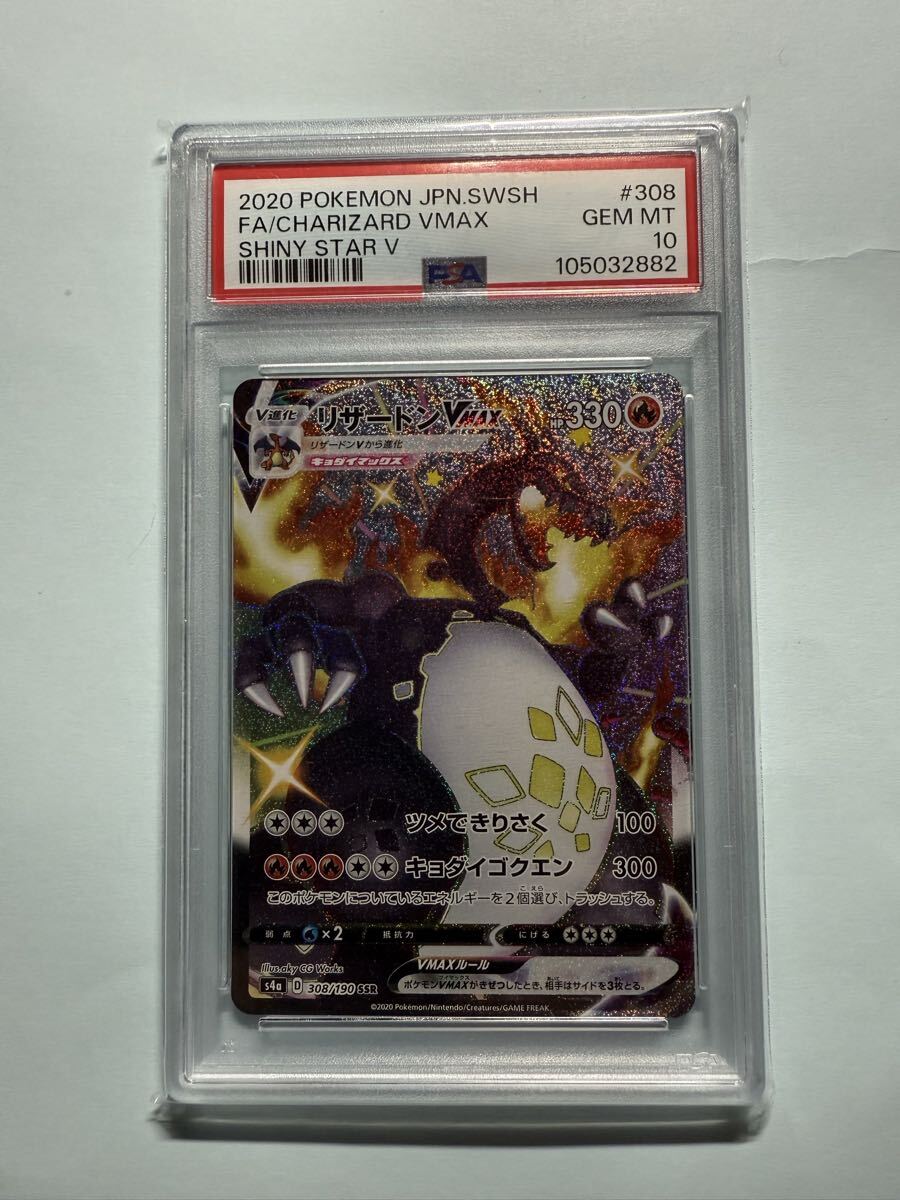 2020 POKEMON JPN.SWSH #308
FA/CHARIZARD VMAX GEM MT
SHINY STAR V 10
PSA 105032882
V進化 リザードンVMAX HP330
リザードンVから進化
キョダイマックス
ツメできりさく 100
キョダイゴクエン 300
このポケモンについているエネルギーを2個選び、トラッシュする。
弱点 ×2 抵抗力 にげる
Illus.aky CG Works
VMAXルール
s4a D 308/190 SSR
ポケモンVMAXがきぜつしたとき、相手はサイドを3枚とる。
©2020 Pokémon/Nintendo/Creatures/GAME FREAK